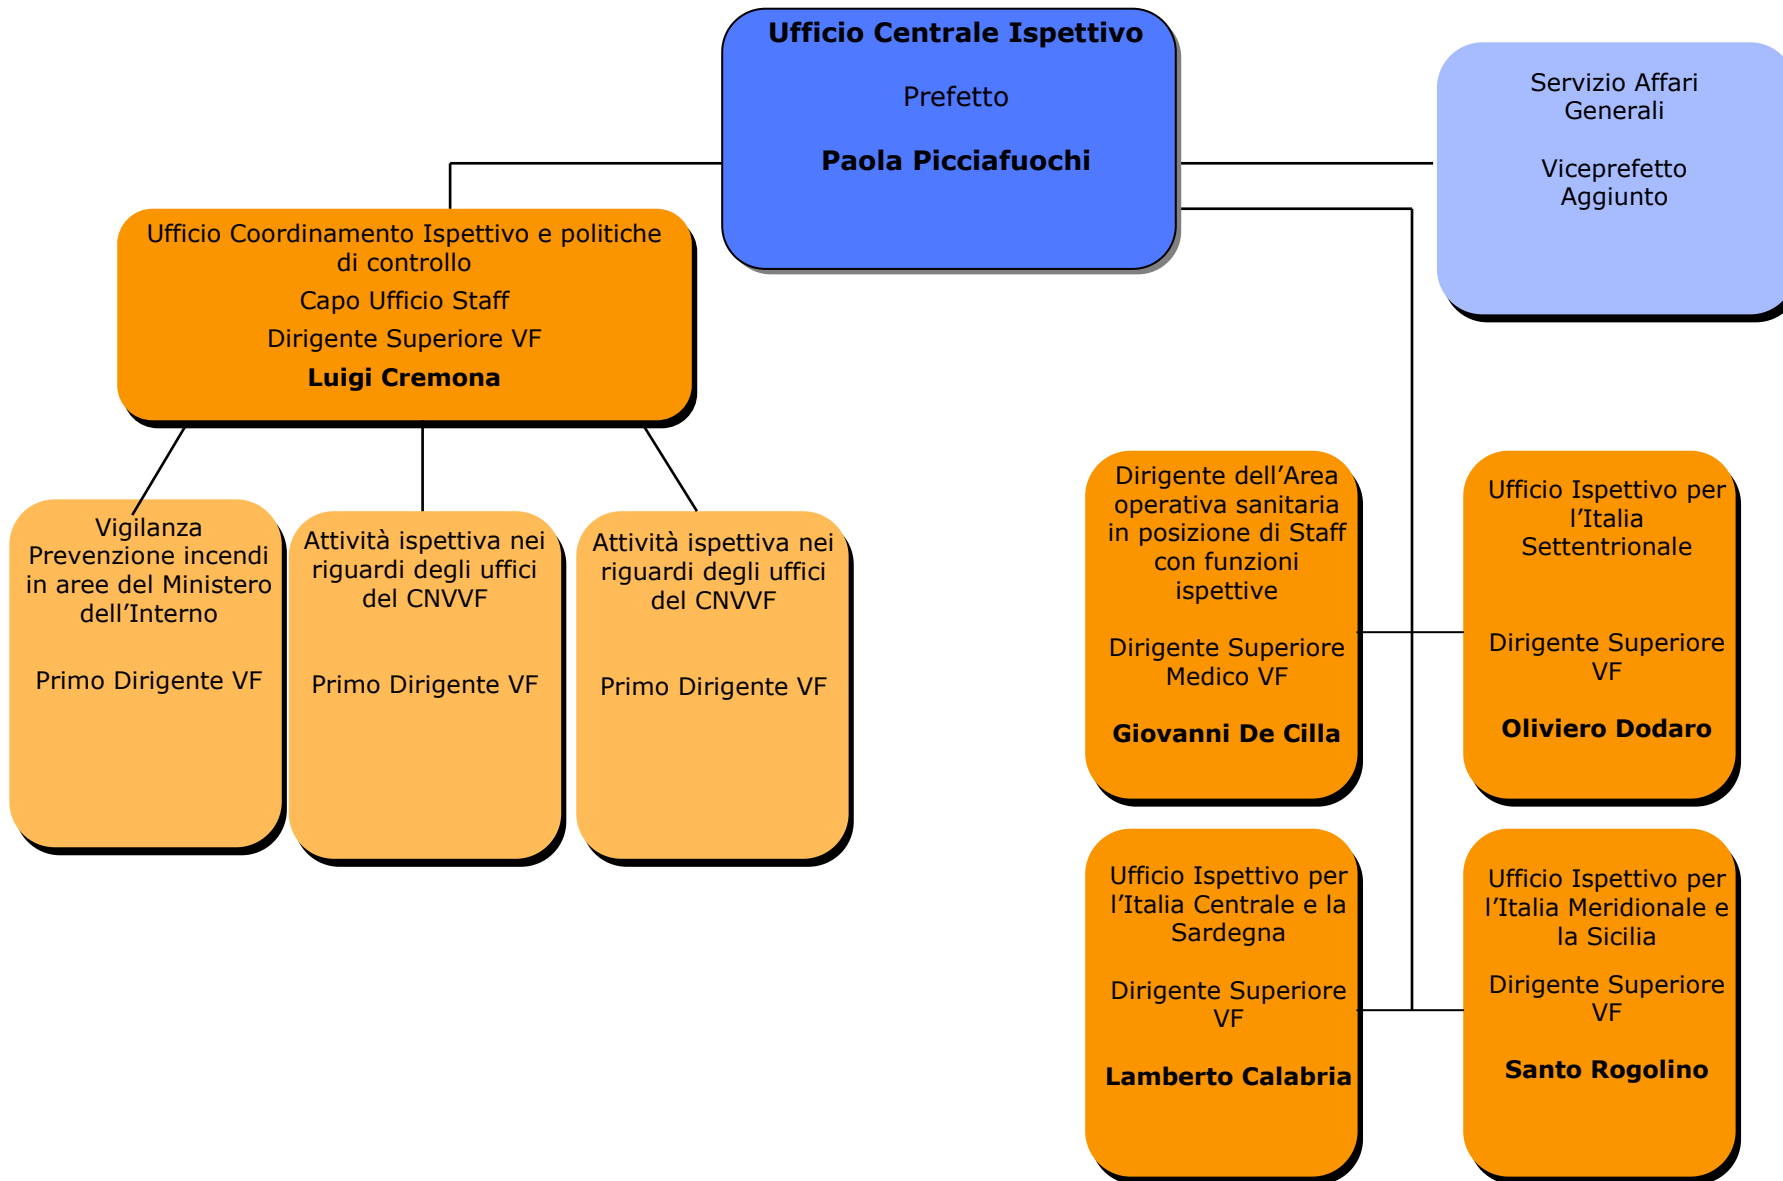 Ufficio Centrale Ispettivo
Prefetto
Paola Picciafuochi
Servizio Affari
Generali
Viceprefetto
Aggiunto
Ufficio Coordinamento Ispettivo e politiche
di controllo
Capo Ufficio Staff
Dirigente Superiore VF
Luigi Cremona
Vigilanza
Prevenzione incendi
in aree del Ministero
dell’Interno
Primo Dirigente VF
Attività ispettiva nei
riguardi degli uffici
del CNVVF
Primo Dirigente VF
Attività ispettiva nei
riguardi degli uffici
del CNVVF
Primo Dirigente VF
Dirigente dell’Area
operativa sanitaria
in posizione di Staff
con funzioni
ispettive
Dirigente Superiore
Medico VF
Giovanni De Cilla
Ufficio Ispettivo per
l’Italia
Settentrionale
Dirigente Superiore
VF
Oliviero Dodaro
Ufficio Ispettivo per
l’Italia Centrale e la
Sardegna
Dirigente Superiore
VF
Lamberto Calabria
Ufficio Ispettivo per
l’Italia Meridionale e
la Sicilia
Dirigente Superiore
VF
Santo Rogolino